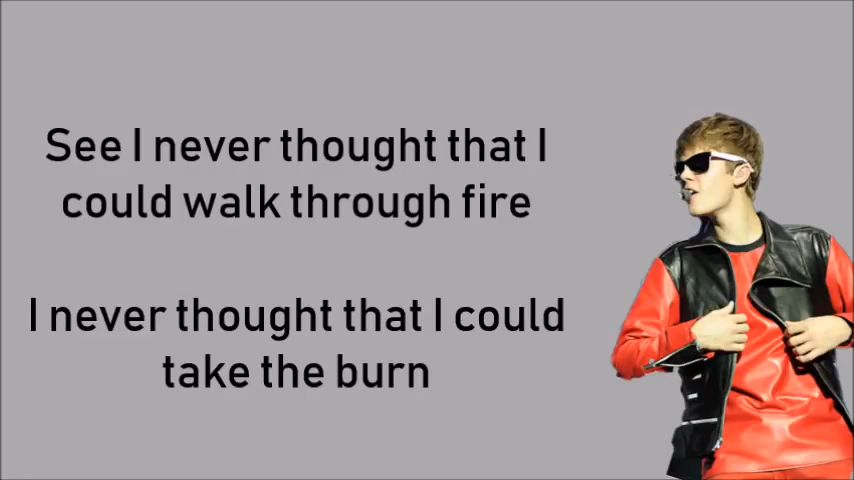 See I never thought that I
could walk through fire
I never thought that I could
take the burn